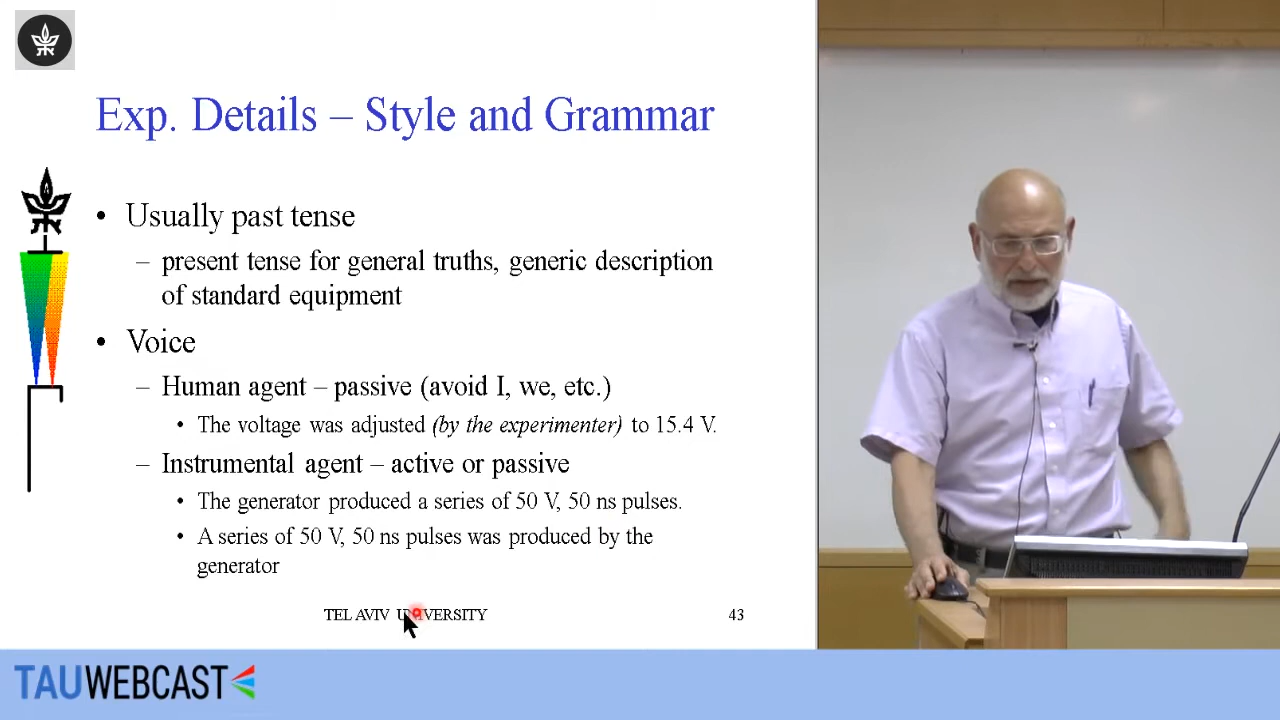 Exp. Details – Style and Grammar
• Usually past tense
– present tense for general truths, generic description
of standard equipment
• Voice
– Human agent – passive (avoid I, we, etc.)
• The voltage was adjusted (by the experimenter) to 15.4 V.
– Instrumental agent – active or passive
• The generator produced a series of 50 V, 50 ns pulses.
• A series of 50 V, 50 ns pulses was produced by the
generator
TEL AVIV UNIVERSITY
43
TAUWEBCAST